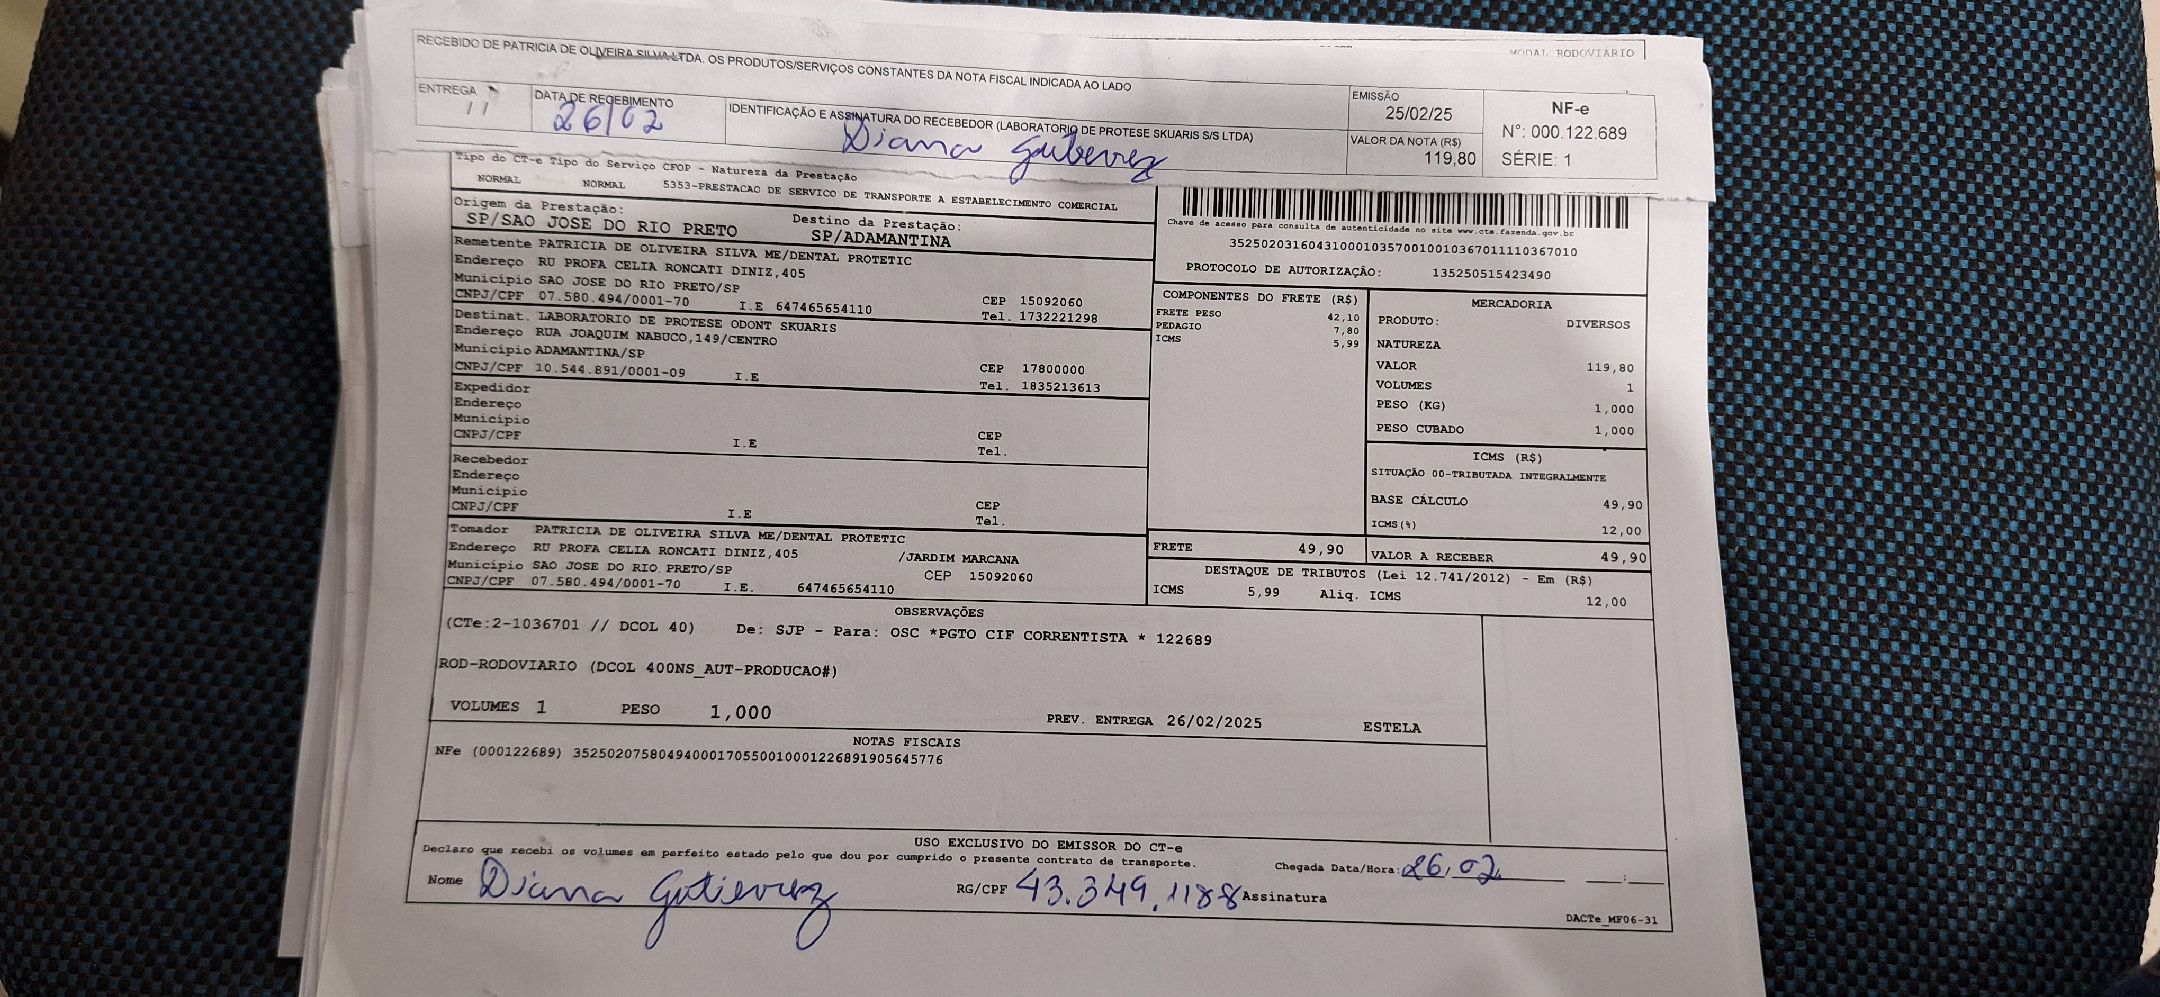 MODAL RODOVIARIO
RECEBIDO DE PATRICIA DE OLIVEIRA SILVA LTDA. OS PRODUTOS/SERVIÇOS CONSTANTES DA NOTA FISCAL INDICADA AO LADO
ENTREGA DATA DE RECEBIMENTO IDENTIFICAÇÃO E ASSINATURA DO RECEBEDOR (LABORATORIO DE PROTESE SKUARIS S/S LTDA)
11 26/02 Diana Gutierrez
EMISSÃO
25/02/25
VALOR DA NOTA (R$)
119,80
NF-e
N°: 000.122.689
SÉRIE: 1
Tipo do CT-e Tipo do Serviço CFOP - Natureza da Prestação
NORMAL NORMAL 5353-PRESTACAO DE SERVICO DE TRANSPORTE A ESTABELECIMENTO COMERCIAL
Origem da Prestação: Destino da Prestação:
SP/SAO JOSE DO RIO PRETO SP/ADAMANTINA
Remetente PATRICIA DE OLIVEIRA SILVA ME/DENTAL PROTETIC
Endereço RU PROFA CELIA RONCATI DINIZ,405
Município SAO JOSE DO RIO PRETO/SP CEP 15092060
CNPJ/CPF 07.580.494/0001-70 I.E 647465654110 Tel. 1732221298
Destinat. LABORATORIO DE PROTESE ODONT SKUARIS
Endereço RUA JOAQUIM NABUCO,149/CENTRO
Município ADAMANTINA/SP CEP 17800000
CNPJ/CPF 10.544.891/0001-09 I.E Tel. 1835213613
Expedidor
Endereço
Município CEP
CNPJ/CPF I.E Tel.
Recebedor
Endereço
Município CEP
CNPJ/CPF I.E Tel.
Tomador PATRICIA DE OLIVEIRA SILVA ME/DENTAL PROTETIC
Endereço RU PROFA CELIA RONCATI DINIZ,405 /JARDIM MARCANA
Município SAO JOSE DO RIO PRETO/SP CEP 15092060
CNPJ/CPF 07.580.494/0001-70 I.E. 647465654110
Chave de acesso para consulta de autenticidade no site www.cte.fazenda.gov.br
35250203160431000103570010010367011110367010
PROTOCOLO DE AUTORIZAÇÃO: 135250515423490
COMPONENTES DO FRETE (R$)
FRETE PESO 42,10
PEDAGIO 7,80
ICMS 5,99
MERCADORIA
PRODUTO: DIVERSOS
NATUREZA
VALOR 119,80
VOLUMES 1
PESO (KG) 1,000
PESO CUBADO 1,000
ICMS (R$)
SITUAÇÃO 00-TRIBUTADA INTEGRALMENTE
BASE CÁLCULO 49,90
ICMS(%) 12,00
FRETE 49,90 VALOR A RECEBER 49,90
DESTAQUE DE TRIBUTOS (Lei 12.741/2012) - Em (R$)
ICMS 5,99 Aliq. ICMS 12,00
OBSERVAÇÕES
(CTe:2-1036701 // DCOL 40) De: SJP - Para: OSC *PGTO CIF CORRENTISTA * 122689
ROD-RODOVIARIO (DCOL 400NS_AUT-PRODUCAO#)
VOLUMES 1 PESO 1,000 PREV. ENTREGA 26/02/2025 ESTELA
NOTAS FISCAIS
NFe (000122689) 35250207580494000170550010001226891905645776
USO EXCLUSIVO DO EMISSOR DO CT-e
Declaro que recebi os volumes em perfeito estado pelo que dou por cumprido o presente contrato de transporte. Chegada Data/Hora: 26.02
Nome Diana Gutierrez RG/CPF 43.349.1188 Assinatura
DACTe_MF06-31